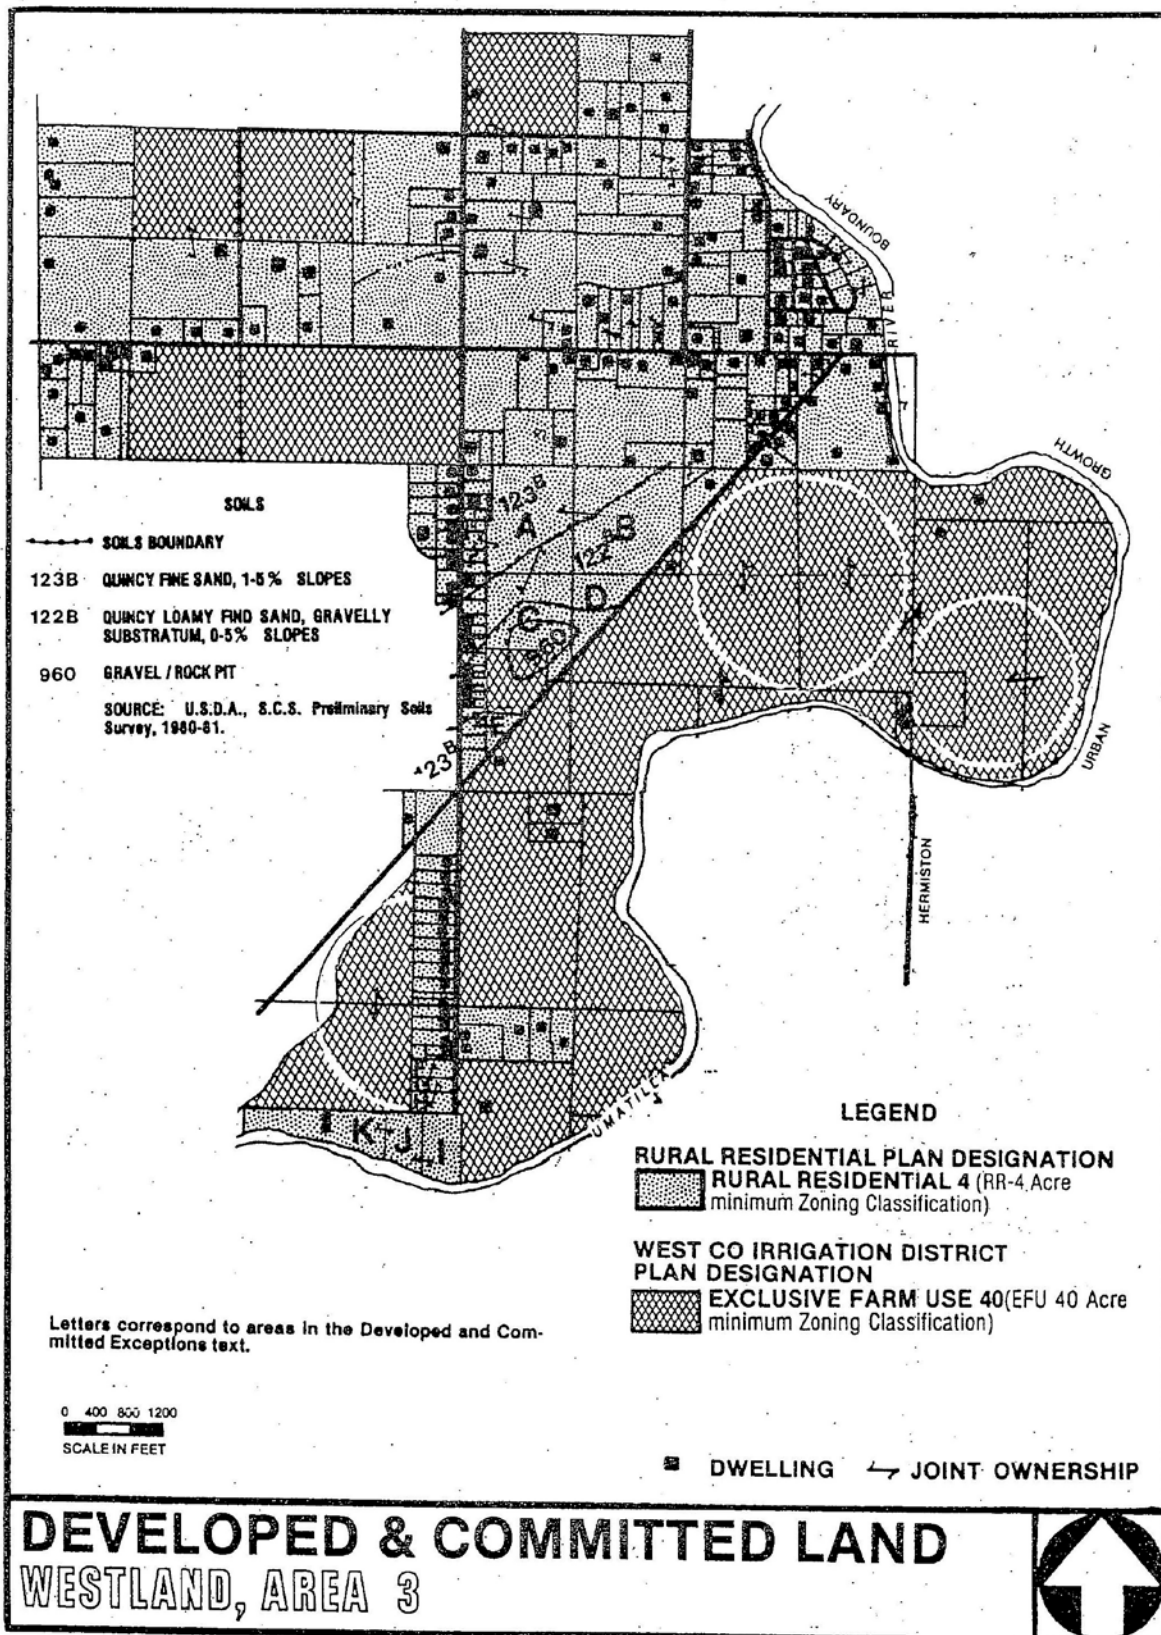 BOUNDARY
RIVER
GROWTH
URBAN
HERMISTON
UMATILLA
123B
A
122B
B
C
D
960
E
123B
K J I
SOILS
SOILS BOUNDARY
123B QUINCY FINE SAND, 1-5% SLOPES
122B QUINCY LOAMY FIND SAND, GRAVELLY
SUBSTRATUM, 0-5% SLOPES
960 GRAVEL / ROCK PIT
SOURCE: U.S.D.A., S.C.S. Preliminary Soils
Survey, 1980-81.
LEGEND
RURAL RESIDENTIAL PLAN DESIGNATION
RURAL RESIDENTIAL 4 (RR-4 Acre
minimum Zoning Classification)
WEST CO IRRIGATION DISTRICT
PLAN DESIGNATION
EXCLUSIVE FARM USE 40(EFU 40 Acre
minimum Zoning Classification)
Letters correspond to areas in the Developed and Com-
mitted Exceptions text.
0 400 800 1200
SCALE IN FEET
DWELLING
JOINT OWNERSHIP
DEVELOPED & COMMITTED LAND
WESTLAND, AREA 3